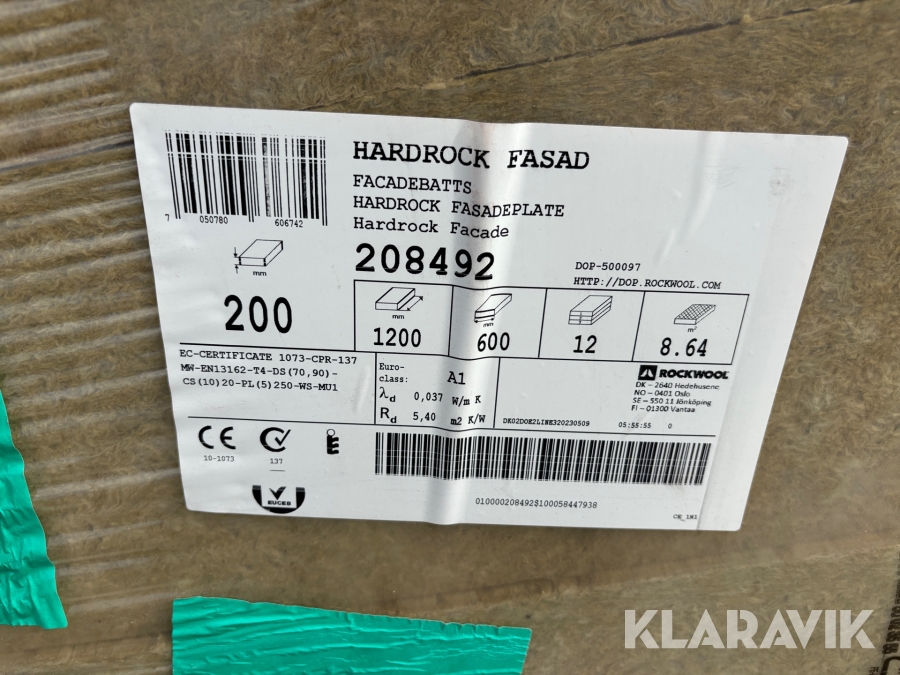 HARDROCK FASAD
FACADEBATTS
HARDROCK FASADEPLATE
Hardrock Facade
7 050780 606742
208492
DOP-500097
HTTP://DOP.ROCKWOOL.COM
mm
200
mm
1200
mm
600
12
m²
8.64
EC-CERTIFICATE 1073-CPR-137
MW-EN13162-T4-DS(70,90)-
CS(10)20-PL(5)250-WS-MU1
Euro-
class: A1
λd 0,037 W/m K
Rd 5,40 m2 K/W
ROCKWOOL
DK - 2640 Hedehusene
NO - 0401 Oslo
SE - 550 11 Jönköping
FI - 01300 Vantaa
DK02D0E2LINE320230509 05:55:55 0
CE
10-1073
137
EUCEB
010000208492$100058447938
CE_1H1
KLARAVIK